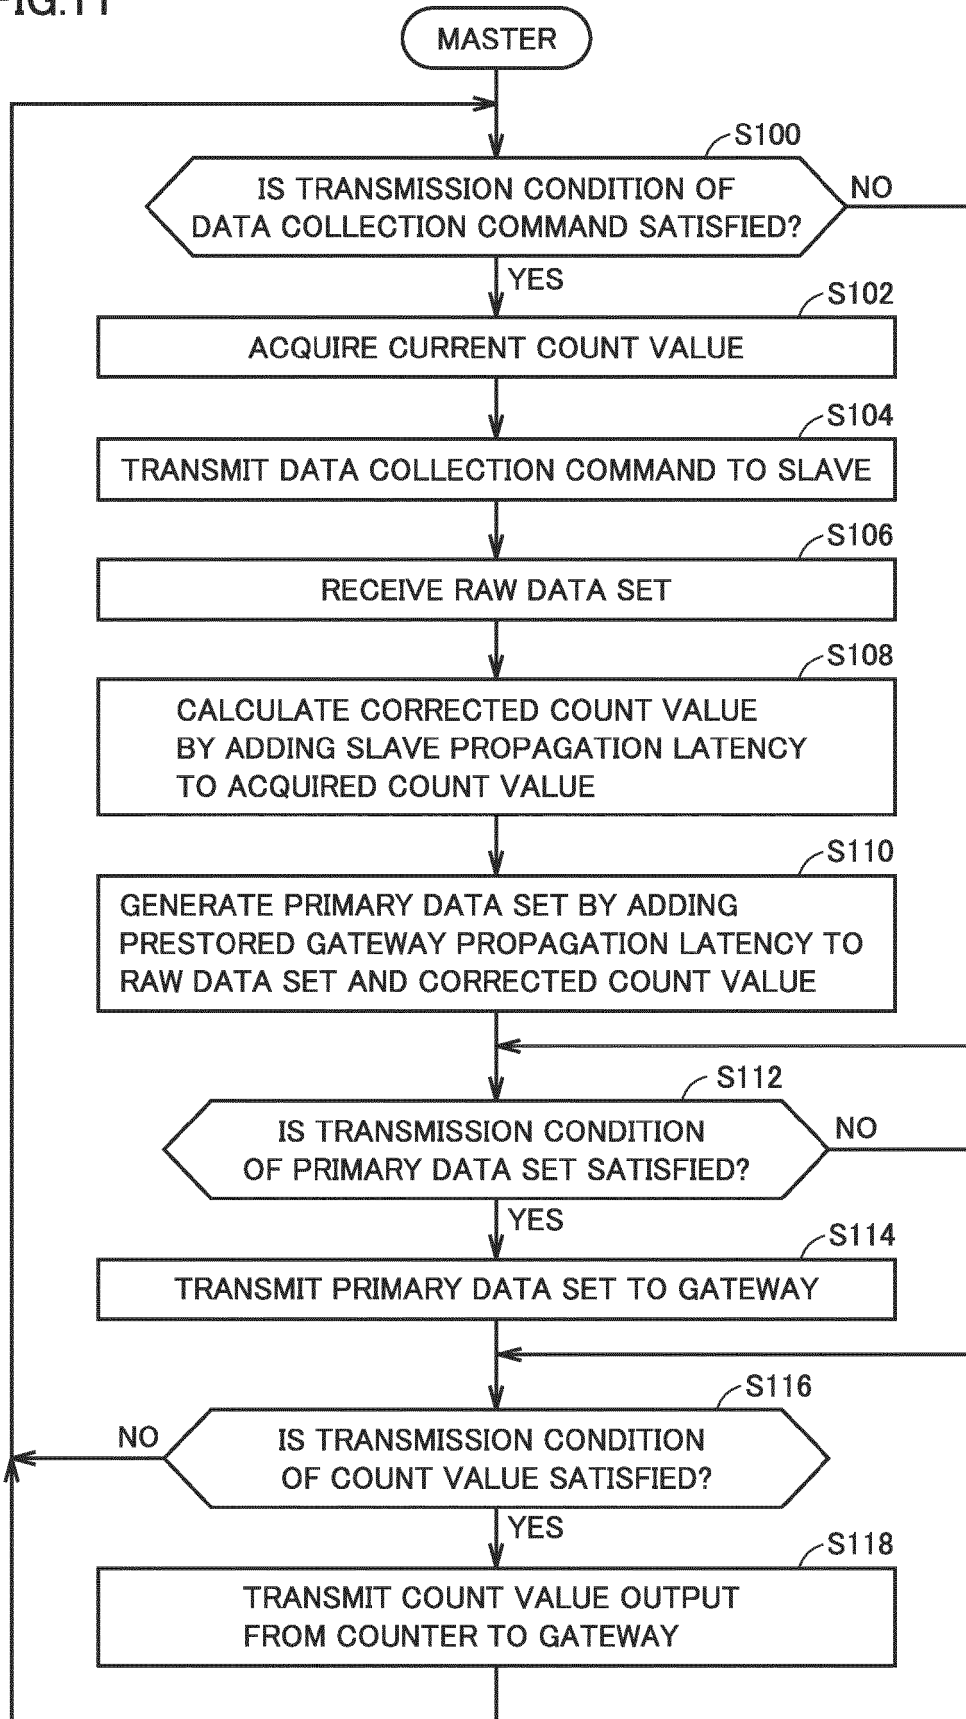 FIG.11
MASTER
S100
IS TRANSMISSION CONDITION OF
DATA COLLECTION COMMAND SATISFIED?
NO
YES
S102
ACQUIRE CURRENT COUNT VALUE
S104
TRANSMIT DATA COLLECTION COMMAND TO SLAVE
S106
RECEIVE RAW DATA SET
S108
CALCULATE CORRECTED COUNT VALUE
BY ADDING SLAVE PROPAGATION LATENCY
TO ACQUIRED COUNT VALUE
S110
GENERATE PRIMARY DATA SET BY ADDING
PRESTORED GATEWAY PROPAGATION LATENCY TO
RAW DATA SET AND CORRECTED COUNT VALUE
S112
IS TRANSMISSION CONDITION
OF PRIMARY DATA SET SATISFIED?
NO
YES
S114
TRANSMIT PRIMARY DATA SET TO GATEWAY
S116
NO
IS TRANSMISSION CONDITION
OF COUNT VALUE SATISFIED?
YES
S118
TRANSMIT COUNT VALUE OUTPUT
FROM COUNTER TO GATEWAY